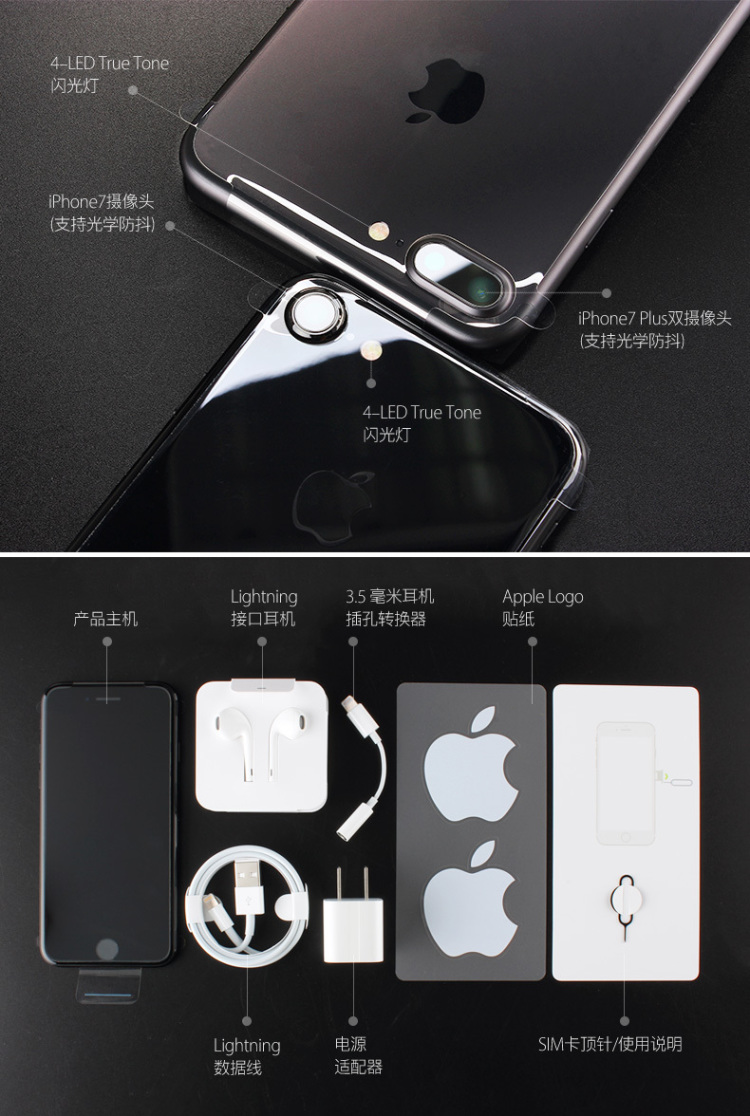 4-LED True Tone
闪光灯
iPhone7摄像头
(支持光学防抖)
iPhone7 Plus双摄像头
(支持光学防抖)
4-LED True Tone
闪光灯
产品主机
Lightning
接口耳机
3.5 毫米耳机
插孔转换器
Apple Logo
贴纸
Lightning
数据线
电源
适配器
SIM卡顶针/使用说明